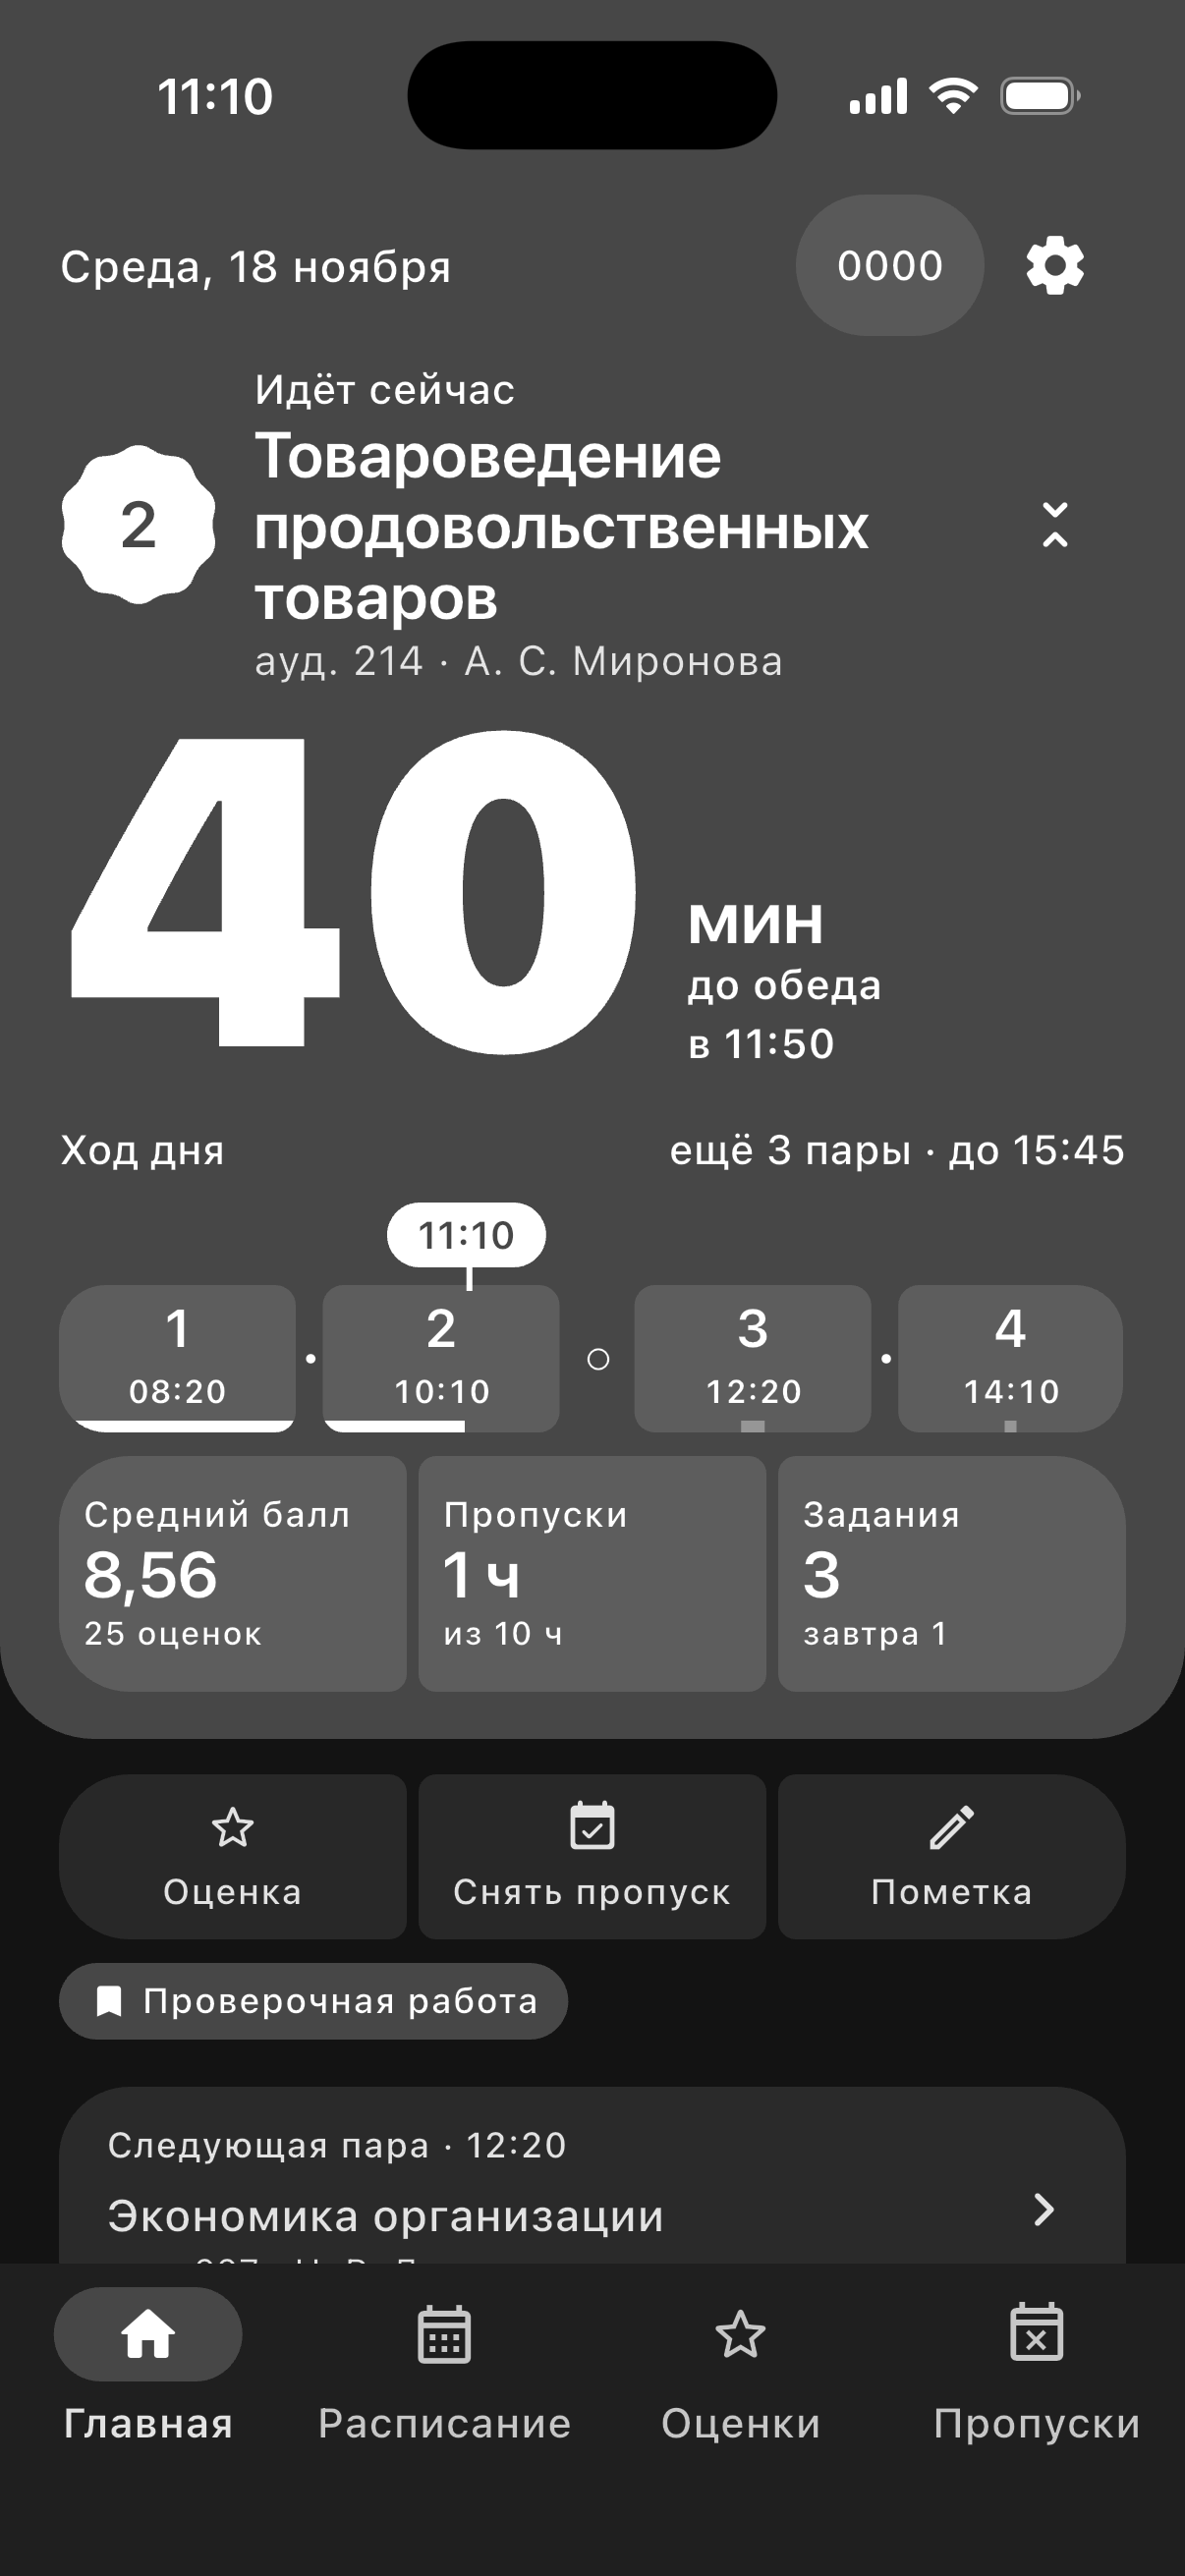 11:10
Среда, 18 ноября
0000
Идёт сейчас
2
Товароведение
продовольственных
товаров
ауд. 214 · А. С. Миронова
40
мин
до обеда
в 11:50
Ход дня
ещё 3 пары · до 15:45
11:10
1
08:20
2
10:10
3
12:20
4
14:10
Средний балл
8,56
25 оценок
Пропуски
1 ч
из 10 ч
Задания
3
завтра 1
Оценка
Снять пропуск
Пометка
Проверочная работа
Следующая пара · 12:20
Экономика организации
Главная
Расписание
Оценки
Пропуски